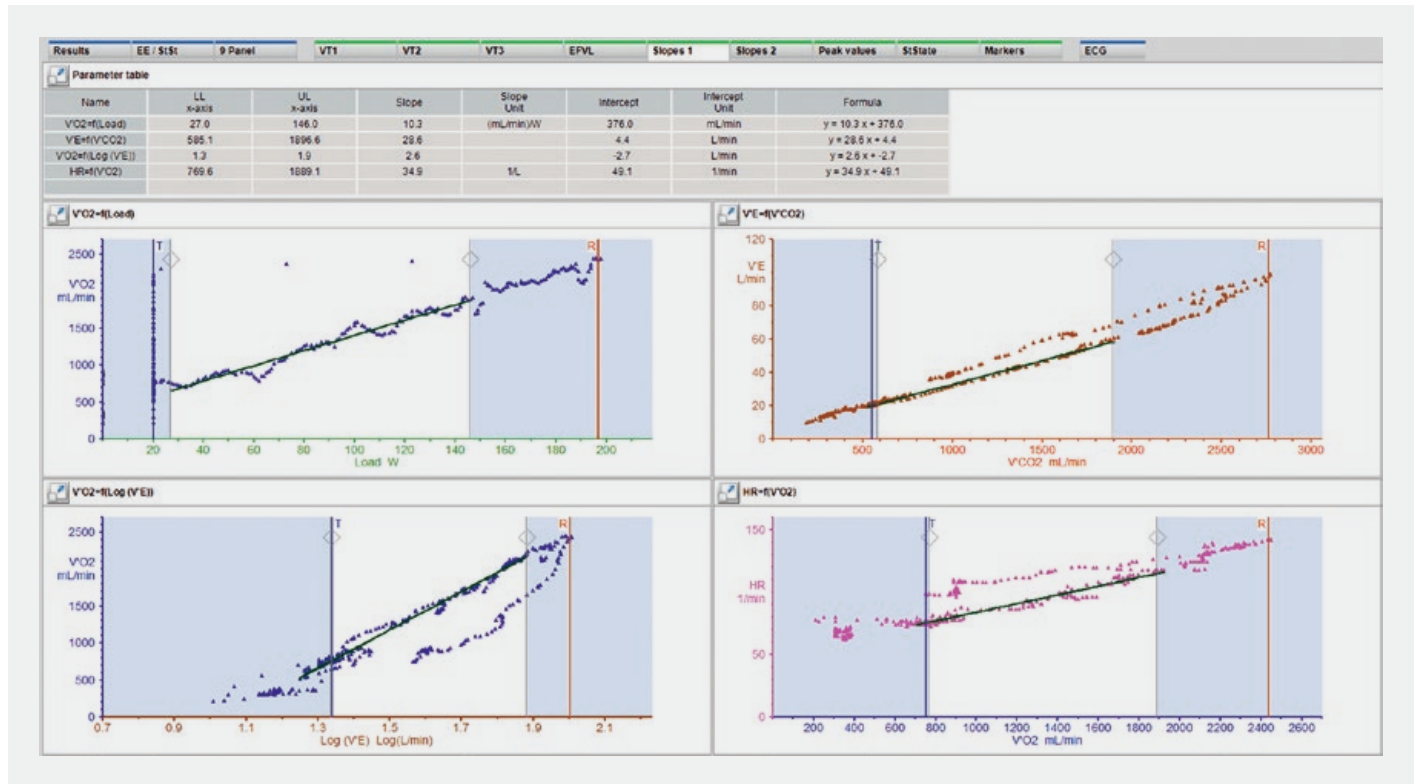 Results EE / St$t 9 Panel VT1 VT2 VT3 EFVL Slopes 1 Slopes 2 Peak values StState Markers ECG
Parameter table
Name LL x-axis UL x-axis Slope Slope Unit Intercept Intercept Unit Formula
V'O2=f(Load) 27.0 146.0 10.3 (mL/min)/W 376.0 mL/min y = 10.3 x + 376.0
V'E=f(V'CO2) 585.1 1896.6 28.6 4.4 L/min y = 28.6 x + 4.4
V'O2=f(Log (V'E)) 1.3 1.9 2.6 -2.7 L/min y = 2.6 x + -2.7
HR=f(V'O2) 769.6 1889.1 34.9 1/L 49.1 1/min y = 34.9 x + 49.1
V'O2=f(Load)
T R
2500
V'O2
mL/min
1500
1000
500
0
20 40 60 80 100 120 140 160 180 200
Load W
V'E=f(V'CO2)
T R
120
V'E
L/min
80
60
40
20
0
500 1000 1500 2000 2500 3000
V'CO2 mL/min
V'O2=f(Log (V'E))
T R
2500
V'O2
mL/min
1500
1000
500
0
0.7 0.9 1.1 1.3 1.5 1.7 1.9 2.1
Log (V'E) Log(L/min)
HR=f(V'O2)
T R
150
HR
1/min
50
0
200 400 600 800 1000 1200 1400 1600 1800 2000 2200 2400 2600
V'O2 mL/min